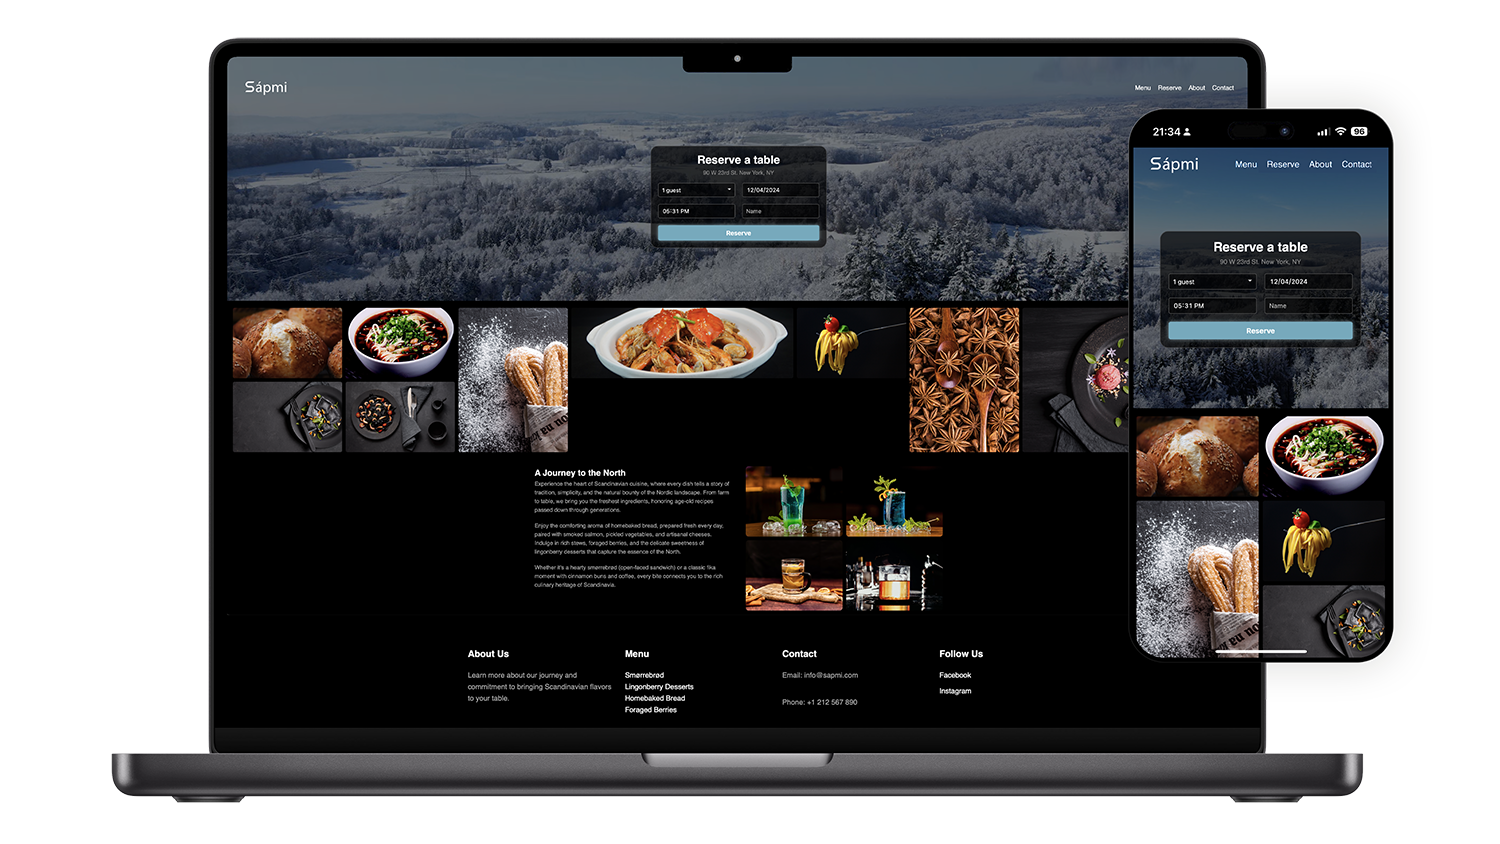 Sápmi
Menu Reserve About Contact
Reserve a table
90 W 23rd St. New York, NY
1 guest
12/04/2024
05:31 PM
Name
Reserve
A Journey to the North
Experience the heart of Scandinavian cuisine, where every dish tells a story of
tradition, simplicity, and the natural bounty of the Nordic landscape. From farm
to table, we bring you the freshest ingredients, honoring age-old recipes
passed down through generations.
Enjoy the comforting aroma of homebaked bread, prepared fresh every day,
paired with smoked salmon, pickled vegetables, and artisanal cheeses.
Indulge in rich stews, foraged berries, and the delicate sweetness of
lingonberry desserts that capture the essence of the North.
Whether it's a hearty smørrebrød (open-faced sandwich) or a classic fika
moment with cinnamon buns and coffee, every bite connects you to the rich
culinary heritage of Scandinavia.
About Us
Learn more about our journey and
commitment to bringing Scandinavian flavors
to your table.
Menu
Smørrebrød
Lingonberry Desserts
Homebaked Bread
Foraged Berries
Contact
Email: info@sapmi.com
Phone: +1 212 567 890
Follow Us
Facebook
Instagram
21:34
96
Sápmi
Menu Reserve About Contact
Reserve a table
90 W 23rd St. New York, NY
1 guest
12/04/2024
05:31 PM
Name
Reserve